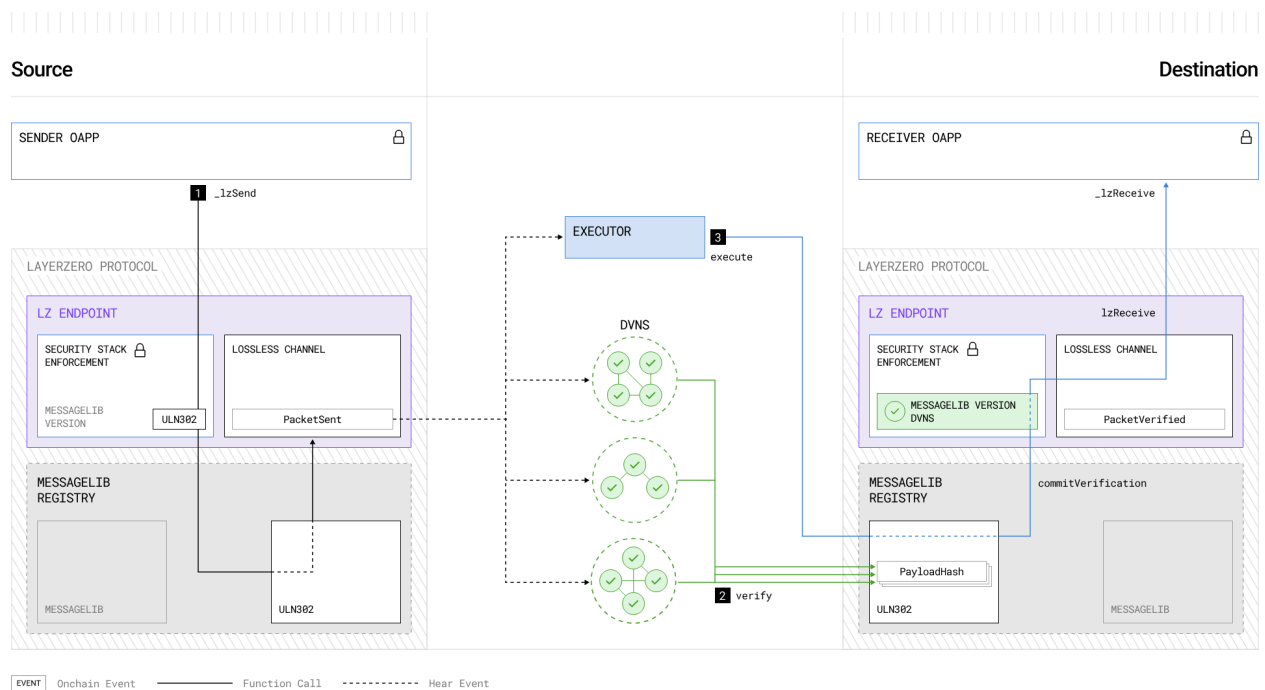 Source
Destination
SENDER OAPP
RECEIVER OAPP
1 _lzSend
_lzReceive
EXECUTOR
3
execute
LAYERZERO PROTOCOL
LAYERZERO PROTOCOL
LZ ENDPOINT
LZ ENDPOINT
lzReceive
DVNS
SECURITY STACK
ENFORCEMENT
LOSSLESS CHANNEL
SECURITY STACK
ENFORCEMENT
LOSSLESS CHANNEL
MESSAGELIB
VERSION
ULN302
PacketSent
MESSAGELIB VERSION
DVNS
PacketVerified
MESSAGELIB
REGISTRY
MESSAGELIB
REGISTRY
commitVerification
PayloadHash
2 verify
MESSAGELIB
ULN302
ULN302
MESSAGELIB
EVENT Onchain Event
Function Call
Hear Event